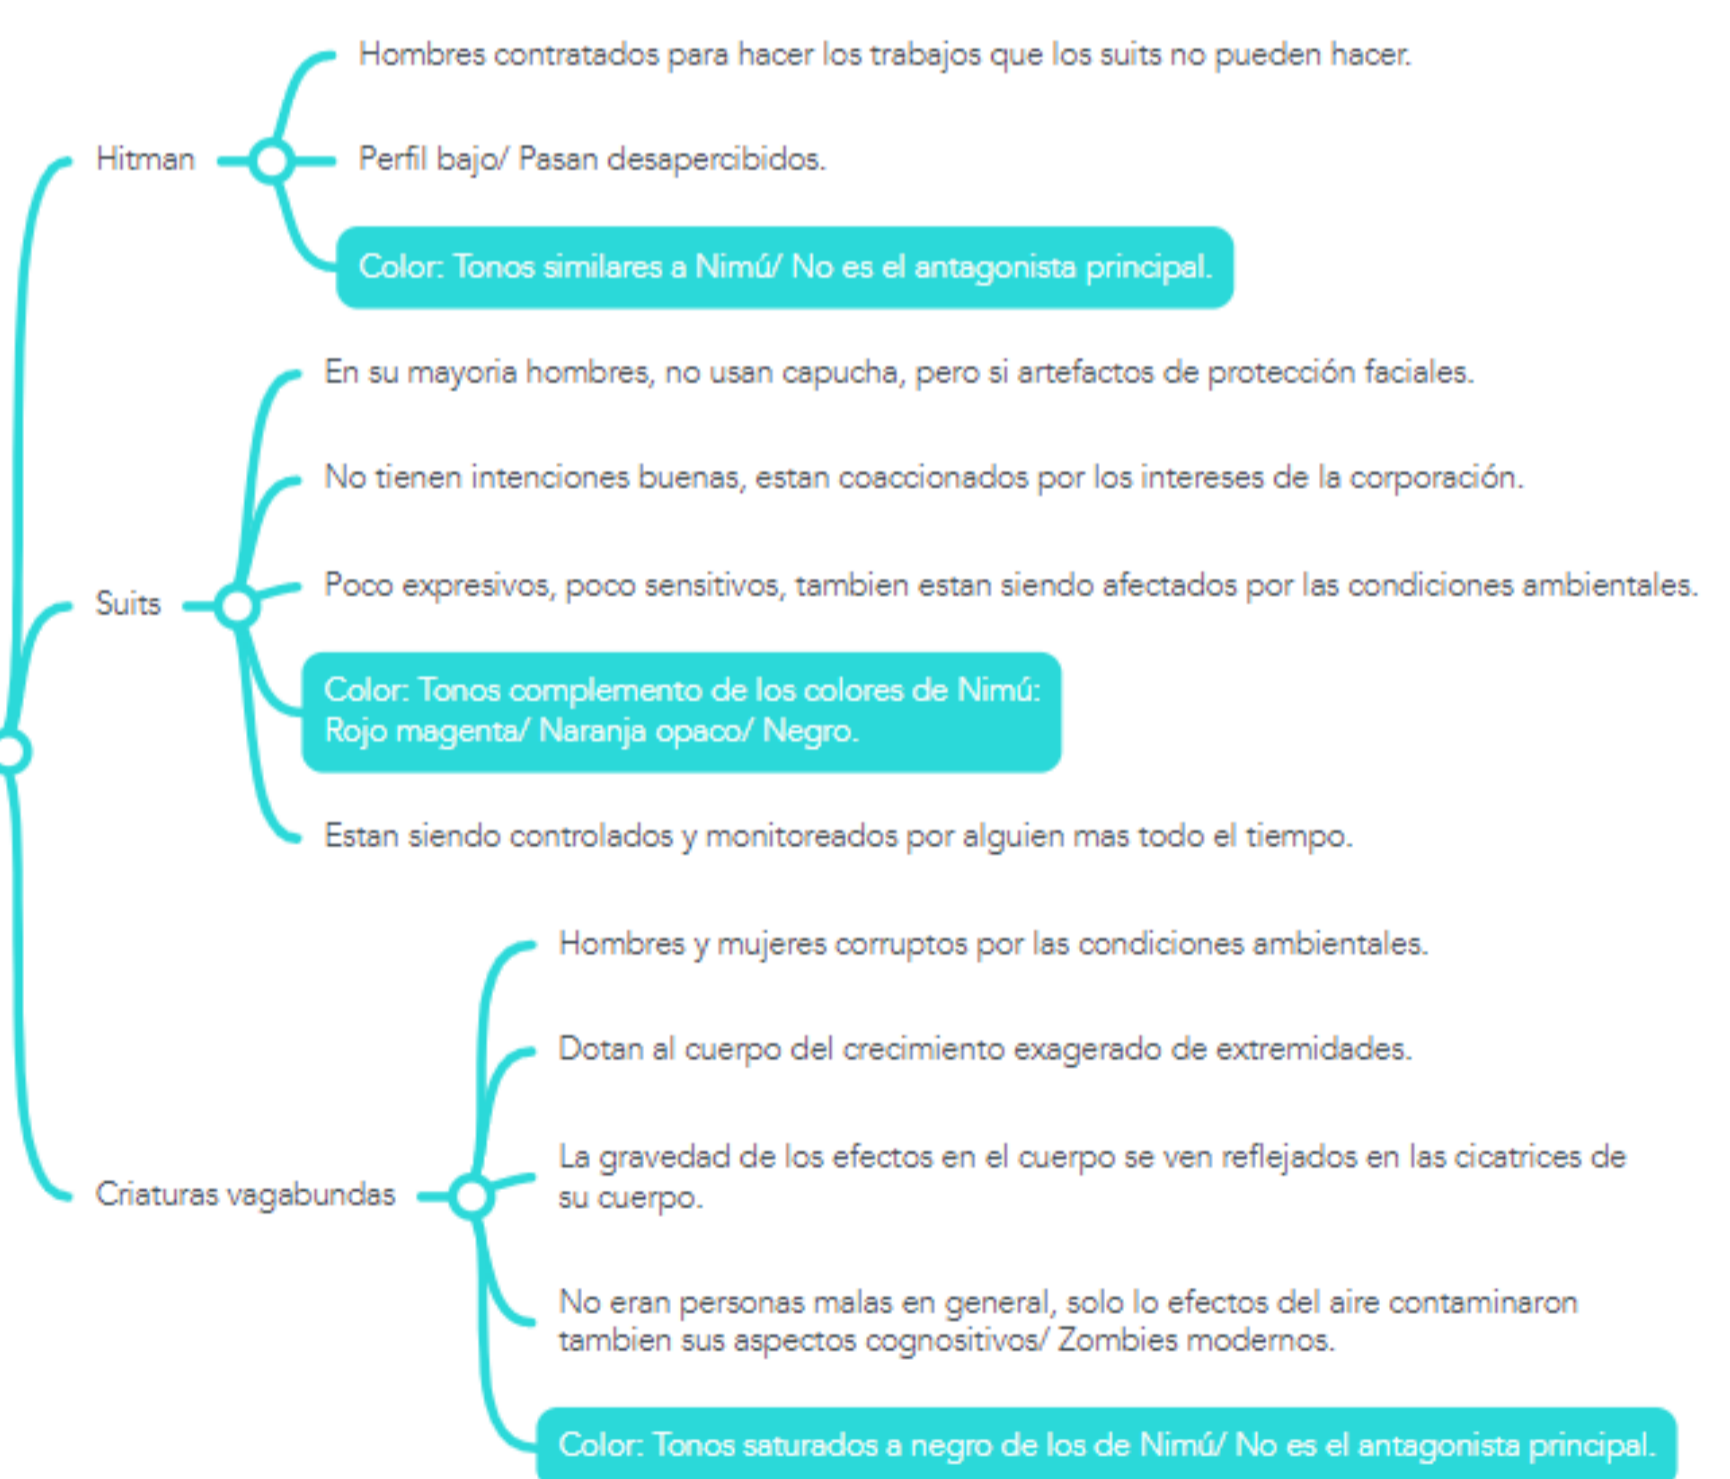 Hombres contratados para hacer los trabajos que los suits no pueden hacer.
Hitman
Perfil bajo/ Pasan desapercibidos.
Color: Tonos similares a Nimú/ No es el antagonista principal.
En su mayoria hombres, no usan capucha, pero si artefactos de protección faciales.
No tienen intenciones buenas, estan coaccionados por los intereses de la corporación.
Suits
Poco expresivos, poco sensitivos, tambien estan siendo afectados por las condiciones ambientales.
Color: Tonos complemento de los colores de Nimú:
Rojo magenta/ Naranja opaco/ Negro.
Estan siendo controlados y monitoreados por alguien mas todo el tiempo.
Hombres y mujeres corruptos por las condiciones ambientales.
Dotan al cuerpo del crecimiento exagerado de extremidades.
La gravedad de los efectos en el cuerpo se ven reflejados en las cicatrices de
su cuerpo.
Criaturas vagabundas
No eran personas malas en general, solo lo efectos del aire contaminaron
tambien sus aspectos cognositivos/ Zombies modernos.
Color: Tonos saturados a negro de los de Nimú/ No es el antagonista principal.